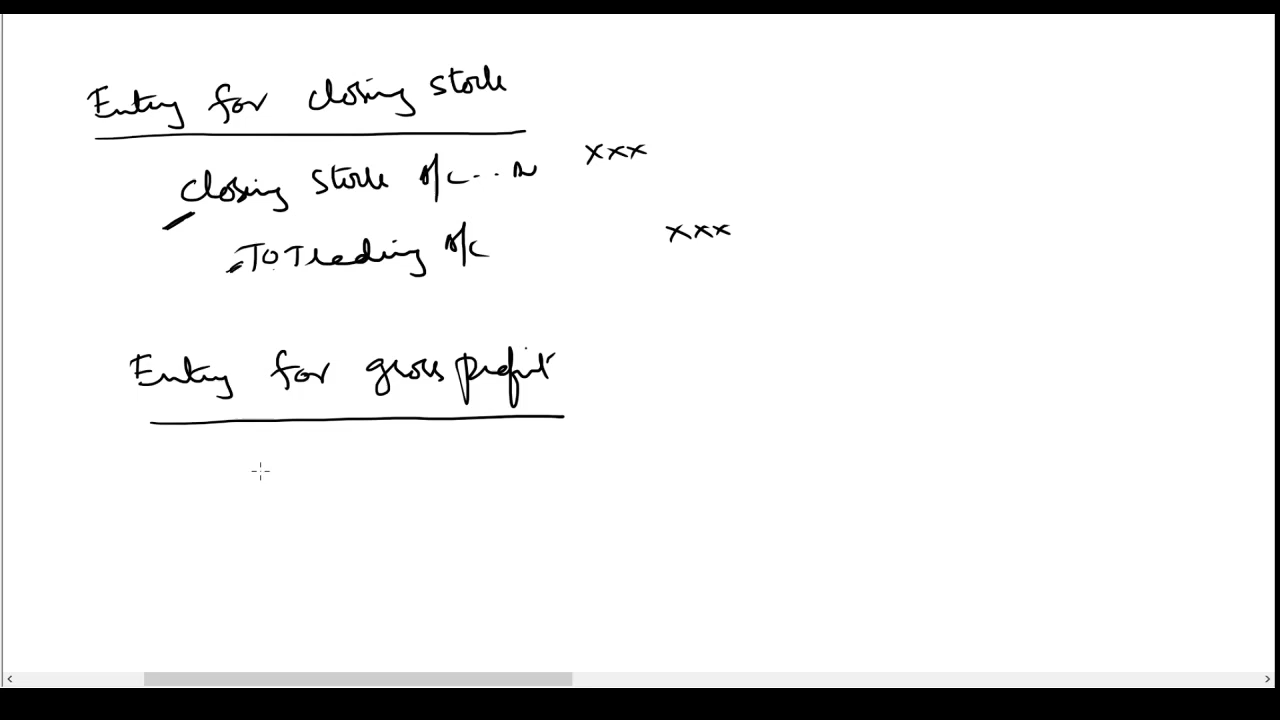 Entry for closing stock
closing stock A/c... Dr xxx
To Trading A/c xxx
Entry for gross profit